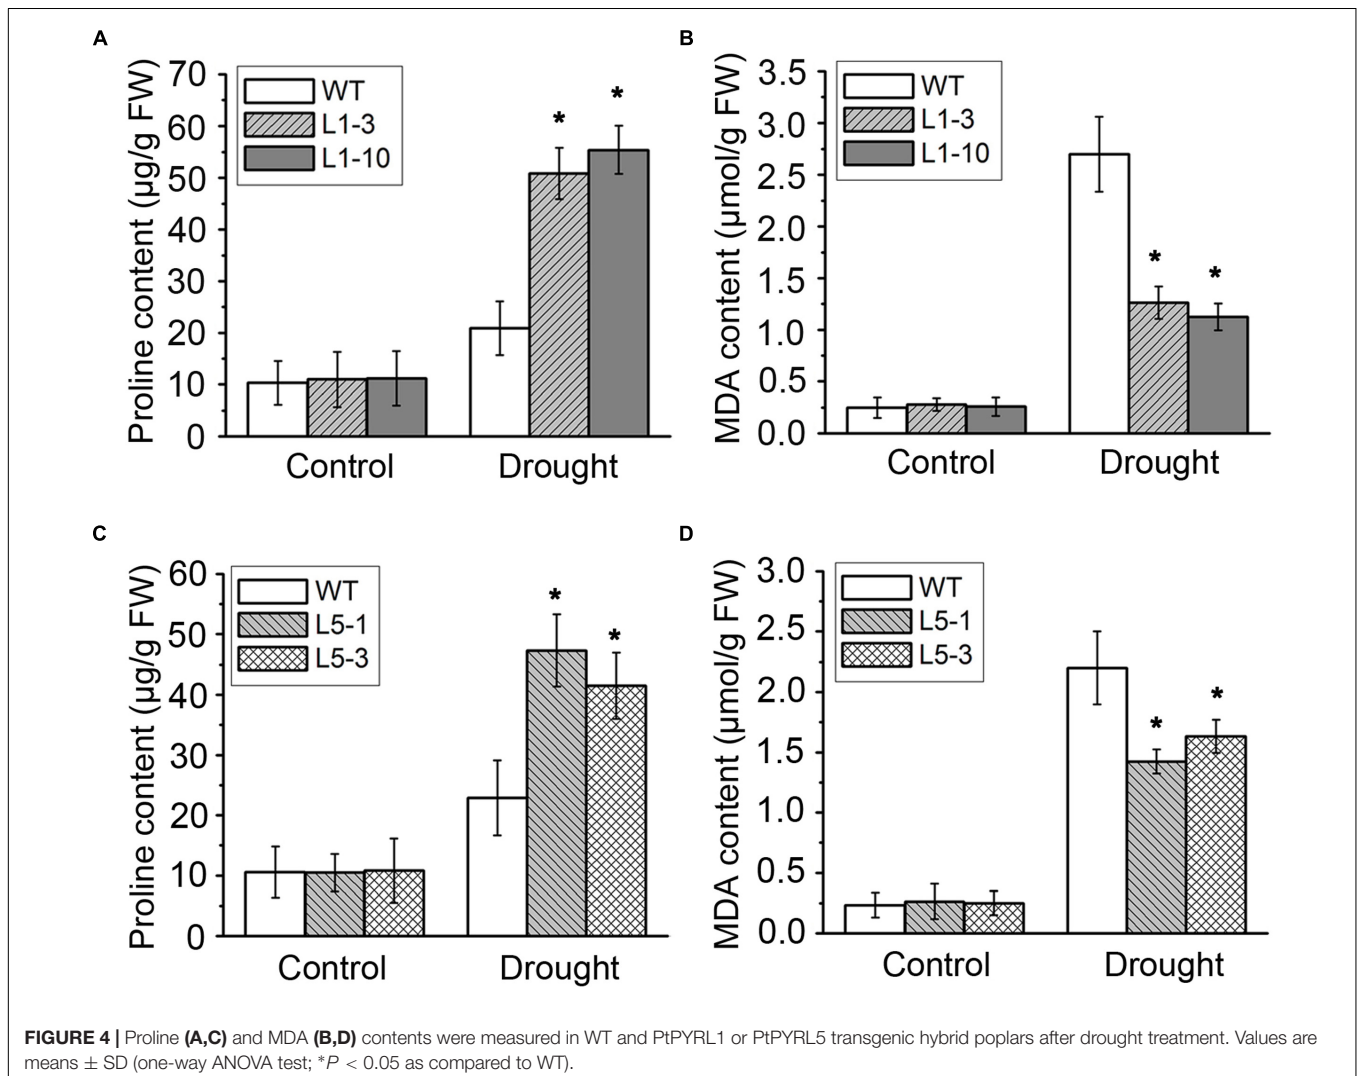 A
Proline content (μg/g FW)
70
60
50
40
30
20
10
0
WT
L1-3
L1-10
*
*
Control
Drought
B
MDA content (μmol/g FW)
3.5
3.0
2.5
2.0
1.5
1.0
0.5
0.0
WT
L1-3
L1-10
*
*
Control
Drought
C
Proline content (μg/g FW)
60
50
40
30
20
10
0
WT
L5-1
L5-3
*
*
Control
Drought
D
MDA content (μmol/g FW)
3.0
2.5
2.0
1.5
1.0
0.5
0.0
WT
L5-1
L5-3
*
*
Control
Drought
FIGURE 4 | Proline (A,C) and MDA (B,D) contents were measured in WT and PtPYRL1 or PtPYRL5 transgenic hybrid poplars after drought treatment. Values are
means ± SD (one-way ANOVA test; *P < 0.05 as compared to WT).